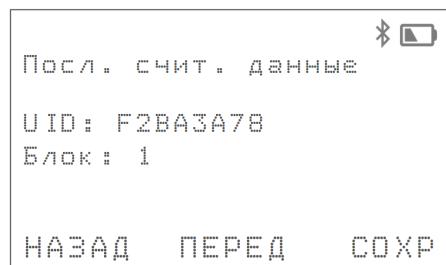 Посл. счит. данные
UID: F2BA3A78
Блок: 1
НАЗАД ПЕРЕД СОХР